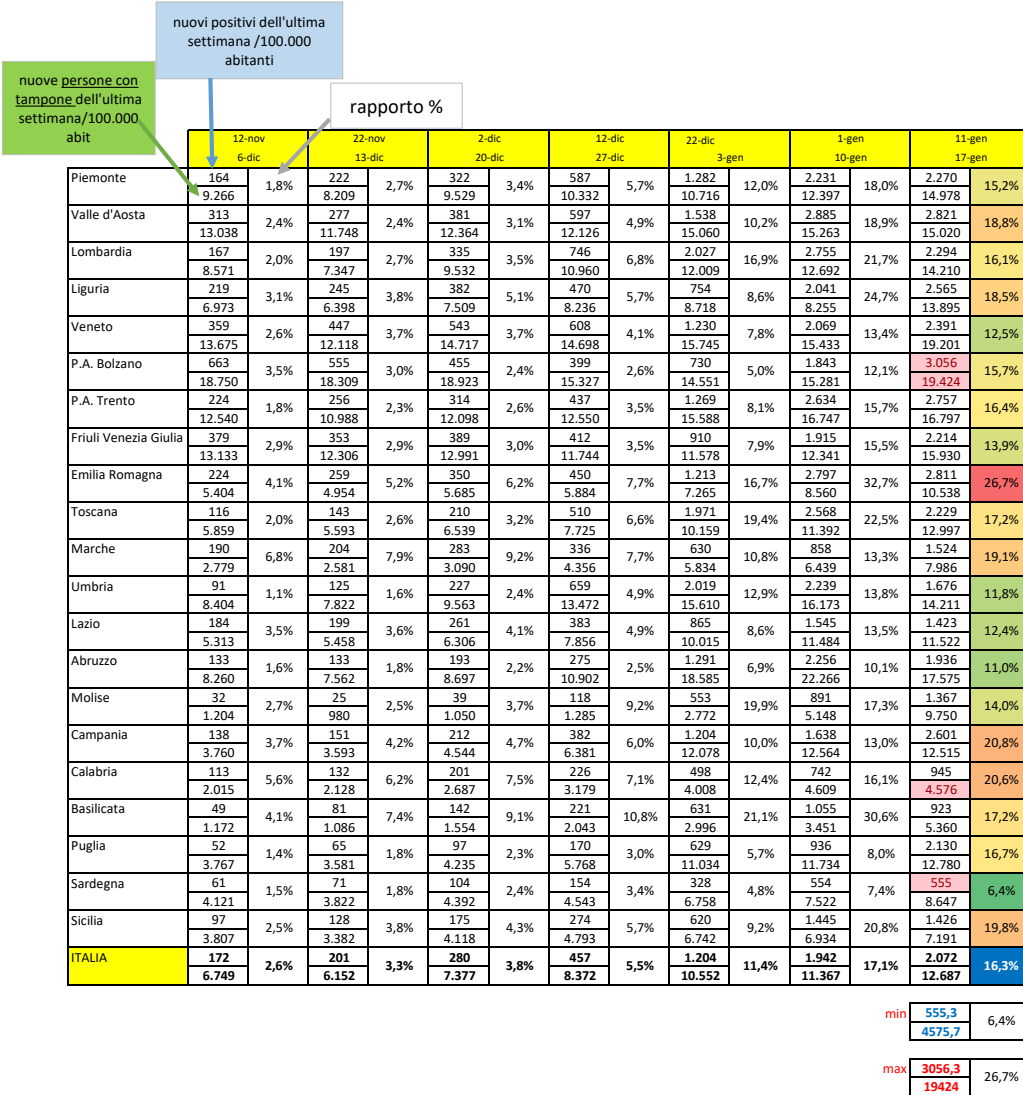 nuovi positivi dell'ultima
settimana /100.000
abitanti
nuove persone con
tampone dell'ultima
settimana/100.000
abit
rapporto %
12-nov 22-nov 2-dic 12-dic 22-dic 1-gen 11-gen
6-dic 13-dic 20-dic 27-dic 3-gen 10-gen 17-gen
Piemonte 164 1,8% 222 2,7% 322 3,4% 587 5,7% 1.282 12,0% 2.231 18,0% 2.270 15,2%
9.266 8.209 9.529 10.332 10.716 12.397 14.978
Valle d'Aosta 313 2,4% 277 2,4% 381 3,1% 597 4,9% 1.538 10,2% 2.885 18,9% 2.821 18,8%
13.038 11.748 12.364 12.126 15.060 15.263 15.020
Lombardia 167 2,0% 197 2,7% 335 3,5% 746 6,8% 2.027 16,9% 2.755 21,7% 2.294 16,1%
8.571 7.347 9.532 10.960 12.009 12.692 14.210
Liguria 219 3,1% 245 3,8% 382 5,1% 470 5,7% 754 8,6% 2.041 24,7% 2.565 18,5%
6.973 6.398 7.509 8.236 8.718 8.255 13.895
Veneto 359 2,6% 447 3,7% 543 3,7% 608 4,1% 1.230 7,8% 2.069 13,4% 2.391 12,5%
13.675 12.118 14.717 14.698 15.745 15.433 19.201
P.A. Bolzano 663 3,5% 555 3,0% 455 2,4% 399 2,6% 730 5,0% 1.843 12,1% 3.056 15,7%
18.750 18.309 18.923 15.327 14.551 15.281 19.424
P.A. Trento 224 1,8% 256 2,3% 314 2,6% 437 3,5% 1.269 8,1% 2.634 15,7% 2.757 16,4%
12.540 10.988 12.098 12.550 15.588 16.747 16.797
Friuli Venezia Giulia 379 2,9% 353 2,9% 389 3,0% 412 3,5% 910 7,9% 1.915 15,5% 2.214 13,9%
13.133 12.306 12.991 11.744 11.578 12.341 15.930
Emilia Romagna 224 4,1% 259 5,2% 350 6,2% 450 7,7% 1.213 16,7% 2.797 32,7% 2.811 26,7%
5.404 4.954 5.685 5.884 7.265 8.560 10.538
Toscana 116 2,0% 143 2,6% 210 3,2% 510 6,6% 1.971 19,4% 2.568 22,5% 2.229 17,2%
5.859 5.593 6.539 7.725 10.159 11.392 12.997
Marche 190 6,8% 204 7,9% 283 9,2% 336 7,7% 630 10,8% 858 13,3% 1.524 19,1%
2.779 2.581 3.090 4.356 5.834 6.439 7.986
Umbria 91 1,1% 125 1,6% 227 2,4% 659 4,9% 2.019 12,9% 2.239 13,8% 1.676 11,8%
8.404 7.822 9.563 13.472 15.610 16.173 14.211
Lazio 184 3,5% 199 3,6% 261 4,1% 383 4,9% 865 8,6% 1.545 13,5% 1.423 12,4%
5.313 5.458 6.306 7.856 10.015 11.484 11.522
Abruzzo 133 1,6% 133 1,8% 193 2,2% 275 2,5% 1.291 6,9% 2.256 10,1% 1.936 11,0%
8.260 7.562 8.697 10.902 18.585 22.266 17.575
Molise 32 2,7% 25 2,5% 39 3,7% 118 9,2% 553 19,9% 891 17,3% 1.367 14,0%
1.204 980 1.050 1.285 2.772 5.148 9.750
Campania 138 3,7% 151 4,2% 212 4,7% 382 6,0% 1.204 10,0% 1.638 13,0% 2.601 20,8%
3.760 3.593 4.544 6.381 12.078 12.564 12.515
Calabria 113 5,6% 132 6,2% 201 7,5% 226 7,1% 498 12,4% 742 16,1% 945 20,6%
2.015 2.128 2.687 3.179 4.008 4.609 4.576
Basilicata 49 4,1% 81 7,4% 142 9,1% 221 10,8% 631 21,1% 1.055 30,6% 923 17,2%
1.172 1.086 1.554 2.043 2.996 3.451 5.360
Puglia 52 1,4% 65 1,8% 97 2,3% 170 3,0% 629 5,7% 936 8,0% 2.130 16,7%
3.767 3.581 4.235 5.768 11.034 11.734 12.780
Sardegna 61 1,5% 71 1,8% 104 2,4% 154 3,4% 328 4,8% 554 7,4% 555 6,4%
4.121 3.822 4.392 4.543 6.758 7.522 8.647
Sicilia 97 2,5% 128 3,8% 175 4,3% 274 5,7% 620 9,2% 1.445 20,8% 1.426 19,8%
3.807 3.382 4.118 4.793 6.742 6.934 7.191
ITALIA 172 2,6% 201 3,3% 280 3,8% 457 5,5% 1.204 11,4% 1.942 17,1% 2.072 16,3%
6.749 6.152 7.377 8.372 10.552 11.367 12.687
min 555,3 6,4%
4575,7
max 3056,3 26,7%
19424